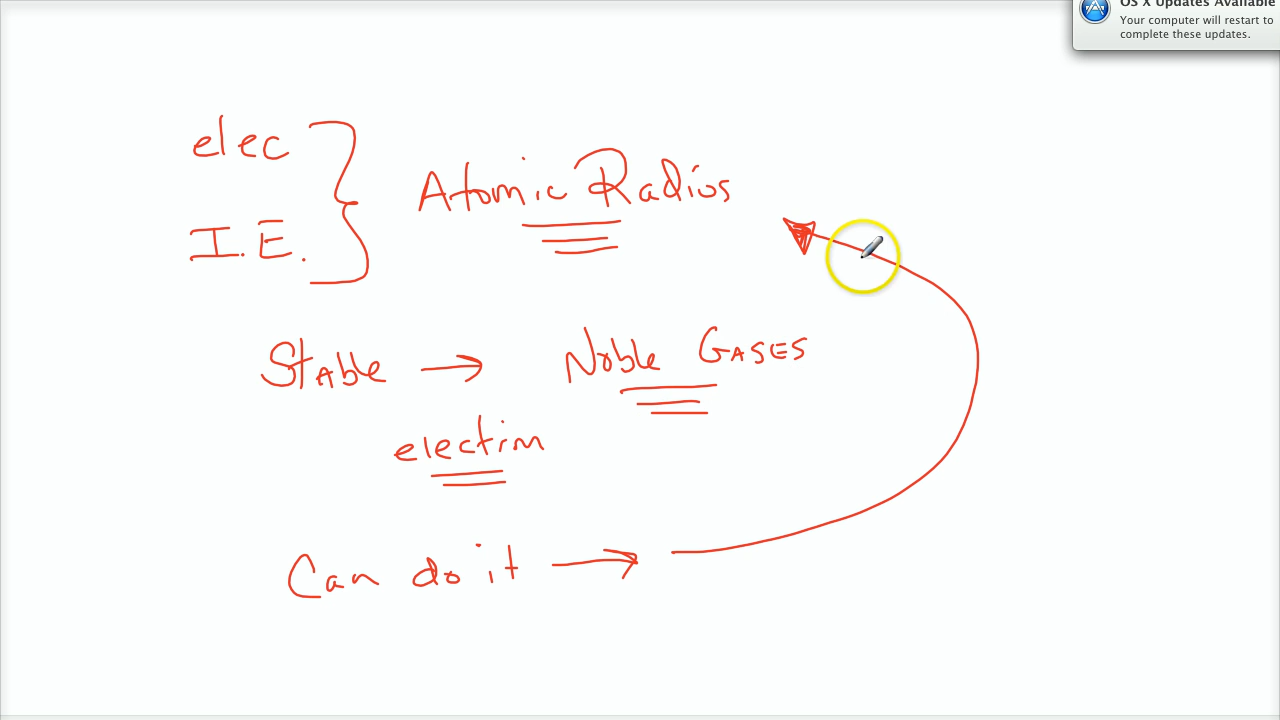 OS X Updates Available
Your computer will restart to
complete these updates.
elec
I.E.
Atomic Radius
Stable → Noble Gases
Can do it →